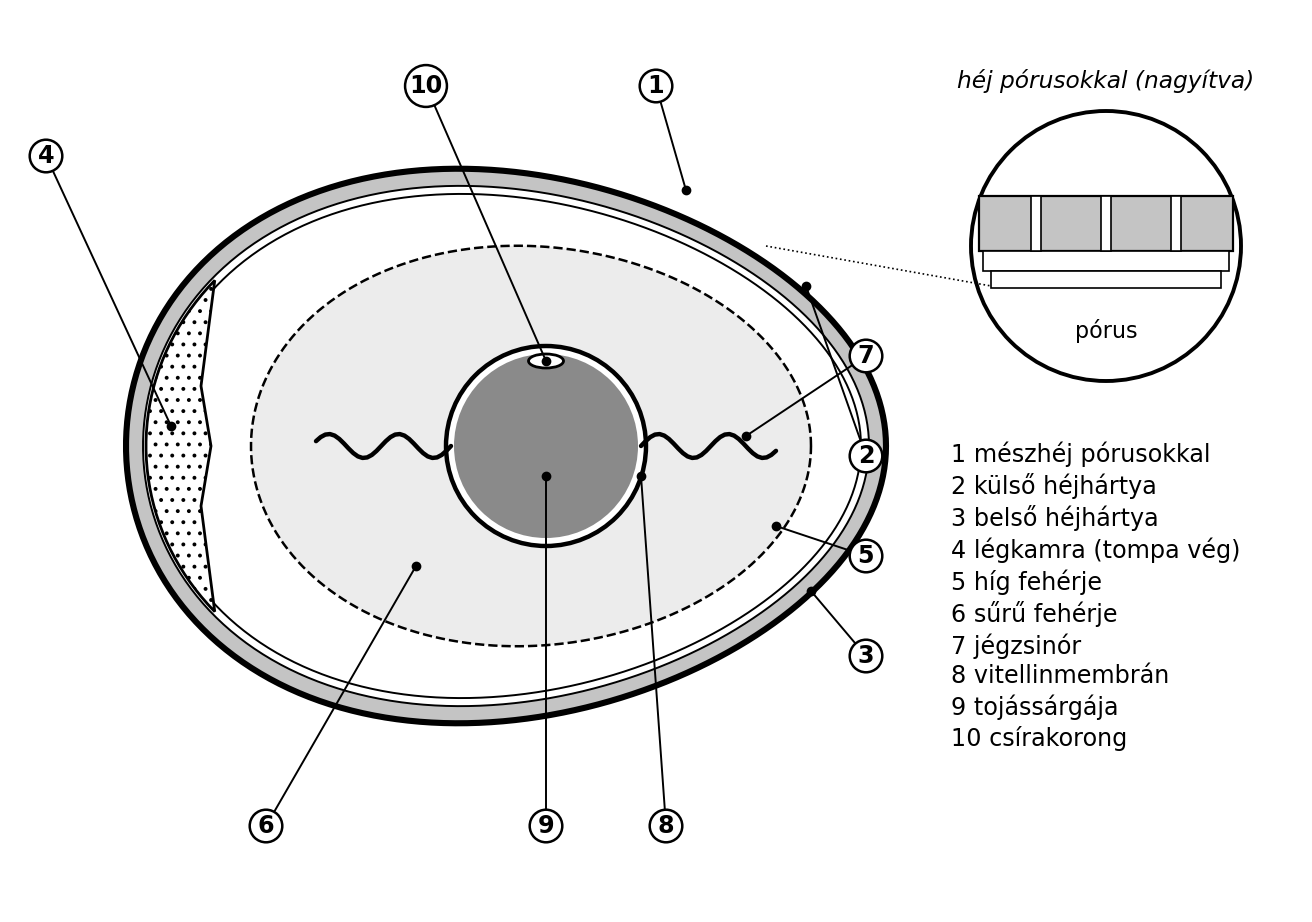 héj pórusokkal (nagyítva)
10
1
4
pórus
7
2
5
3
6
9
8
1 mészhéj pórusokkal
2 külső héjhártya
3 belső héjhártya
4 légkamra (tompa vég)
5 híg fehérje
6 sűrű fehérje
7 jégzsinór
8 vitellinmembrán
9 tojássárgája
10 csírakorong